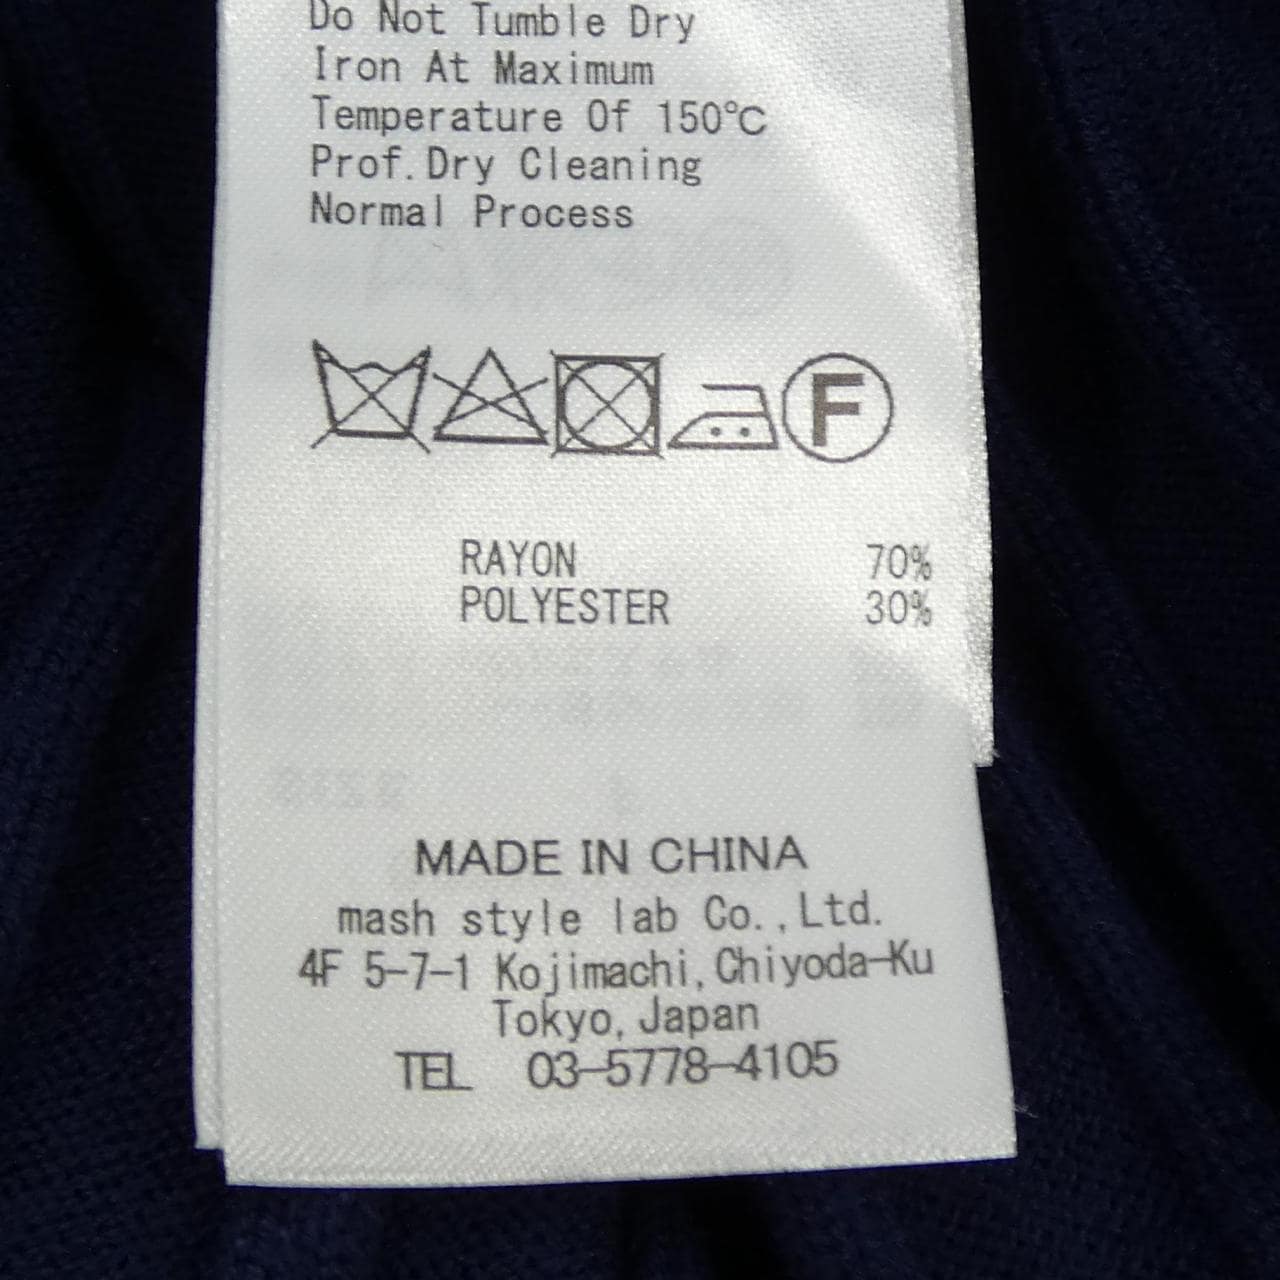 Do Not Tumble Dry
Iron At Maximum
Temperature Of 150℃
Prof. Dry Cleaning
Normal Process
F
RAYON 70%
POLYESTER 30%
MADE IN CHINA
mash style lab Co.,Ltd.
4F 5-7-1 Kojimachi, Chiyoda-Ku
Tokyo, Japan
TEL 03-5778-4105